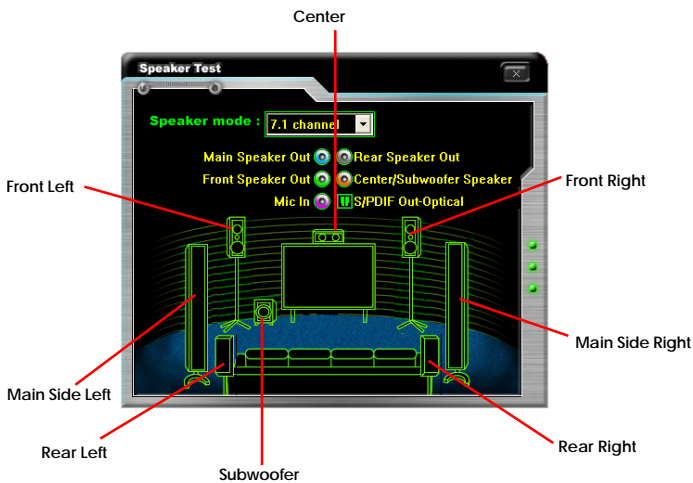 Center
Speaker Test
Speaker mode :
7.1 channel
Main Speaker Out
Rear Speaker Out
Front Speaker Out
Center/Subwoofer Speaker
Mic In
S/PDIF Out-Optical
Front Left
Front Right
Main Side Right
Main Side Left
Rear Left
Rear Right
Subwoofer